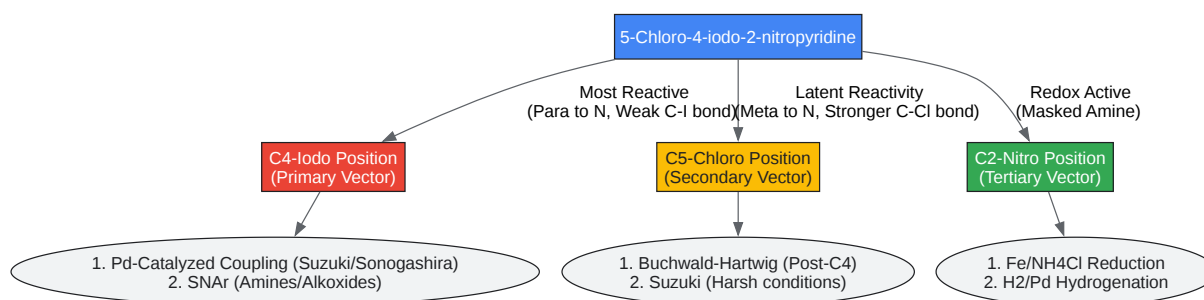 5-Chloro-4-iodo-2-nitropyridine
Most Reactive
(Para to N, Weak C-I bond)
Latent Reactivity
(Meta to N, Stronger C-Cl bond)
Redox Active
(Masked Amine)
C4-Iodo Position
(Primary Vector)
C5-Chloro Position
(Secondary Vector)
C2-Nitro Position
(Tertiary Vector)
1. Pd-Catalyzed Coupling (Suzuki/Sonogashira)
2. SNAr (Amines/Alkoxides)
1. Buchwald-Hartwig (Post-C4)
2. Suzuki (Harsh conditions)
1. Fe/NH4Cl Reduction
2. H2/Pd Hydrogenation